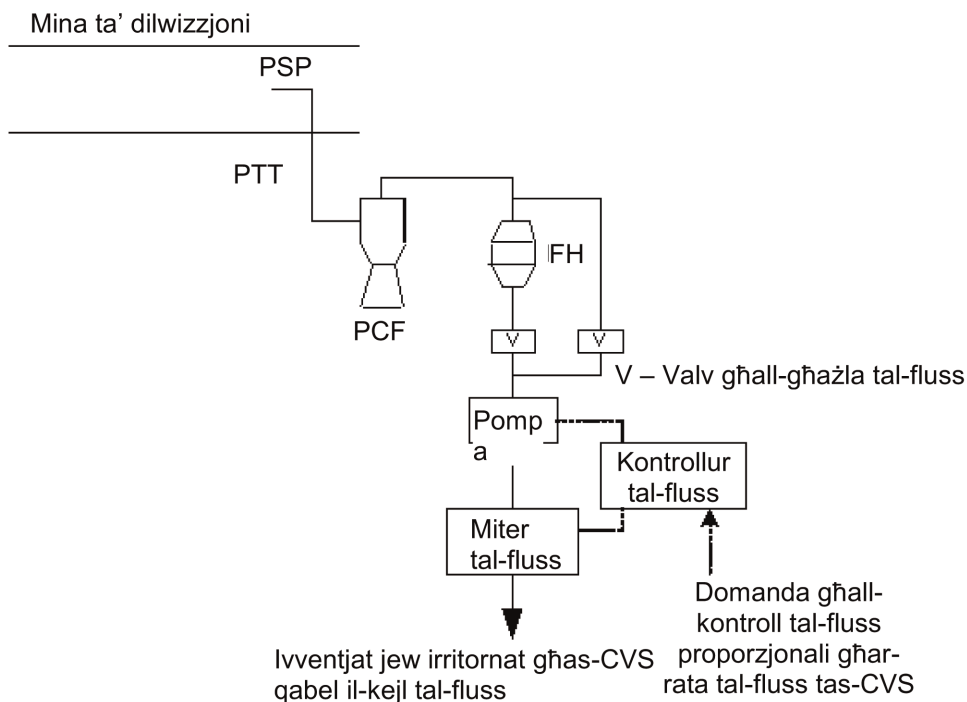 Mina ta’ dilwizzjoni
PSP
PTT
FH
PCF
V
V
V – Valv għall-għażla tal-fluss
Pomp
a
Kontrollur
tal-fluss
Miter
tal-fluss
Domanda għall-
kontroll tal-fluss
proporzjonali għar-
rata tal-fluss tas-CVS
Ivventjat jew irritornat għas-CVS
qabel il-kejl tal-fluss